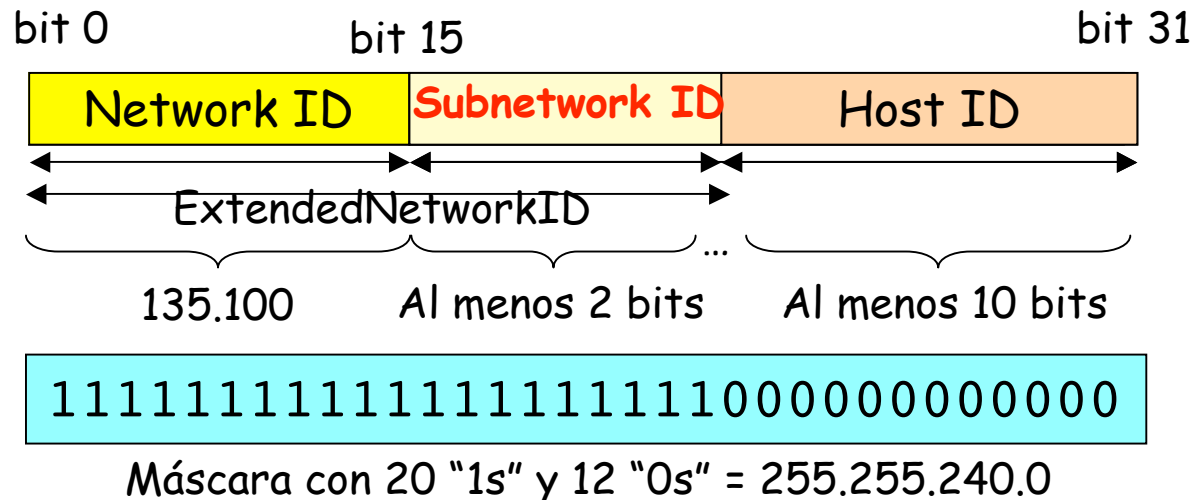 bit 0 bit 15 bit 31
Network ID Subnetwork ID Host ID
ExtendedNetworkID
...
135.100 Al menos 2 bits Al menos 10 bits
11111111111111111111000000000000
Máscara con 20 “1s” y 12 “0s” = 255.255.240.0